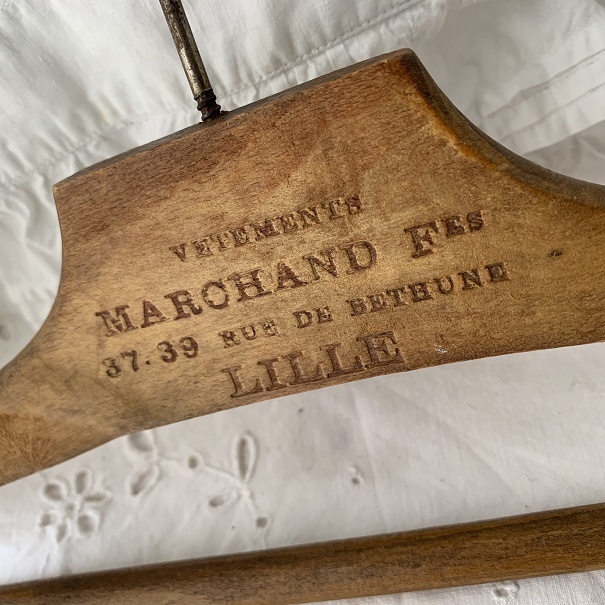 VETEMENTS
MARCHAND Fes
37.39 RUE DE BETHUNE
LILLE